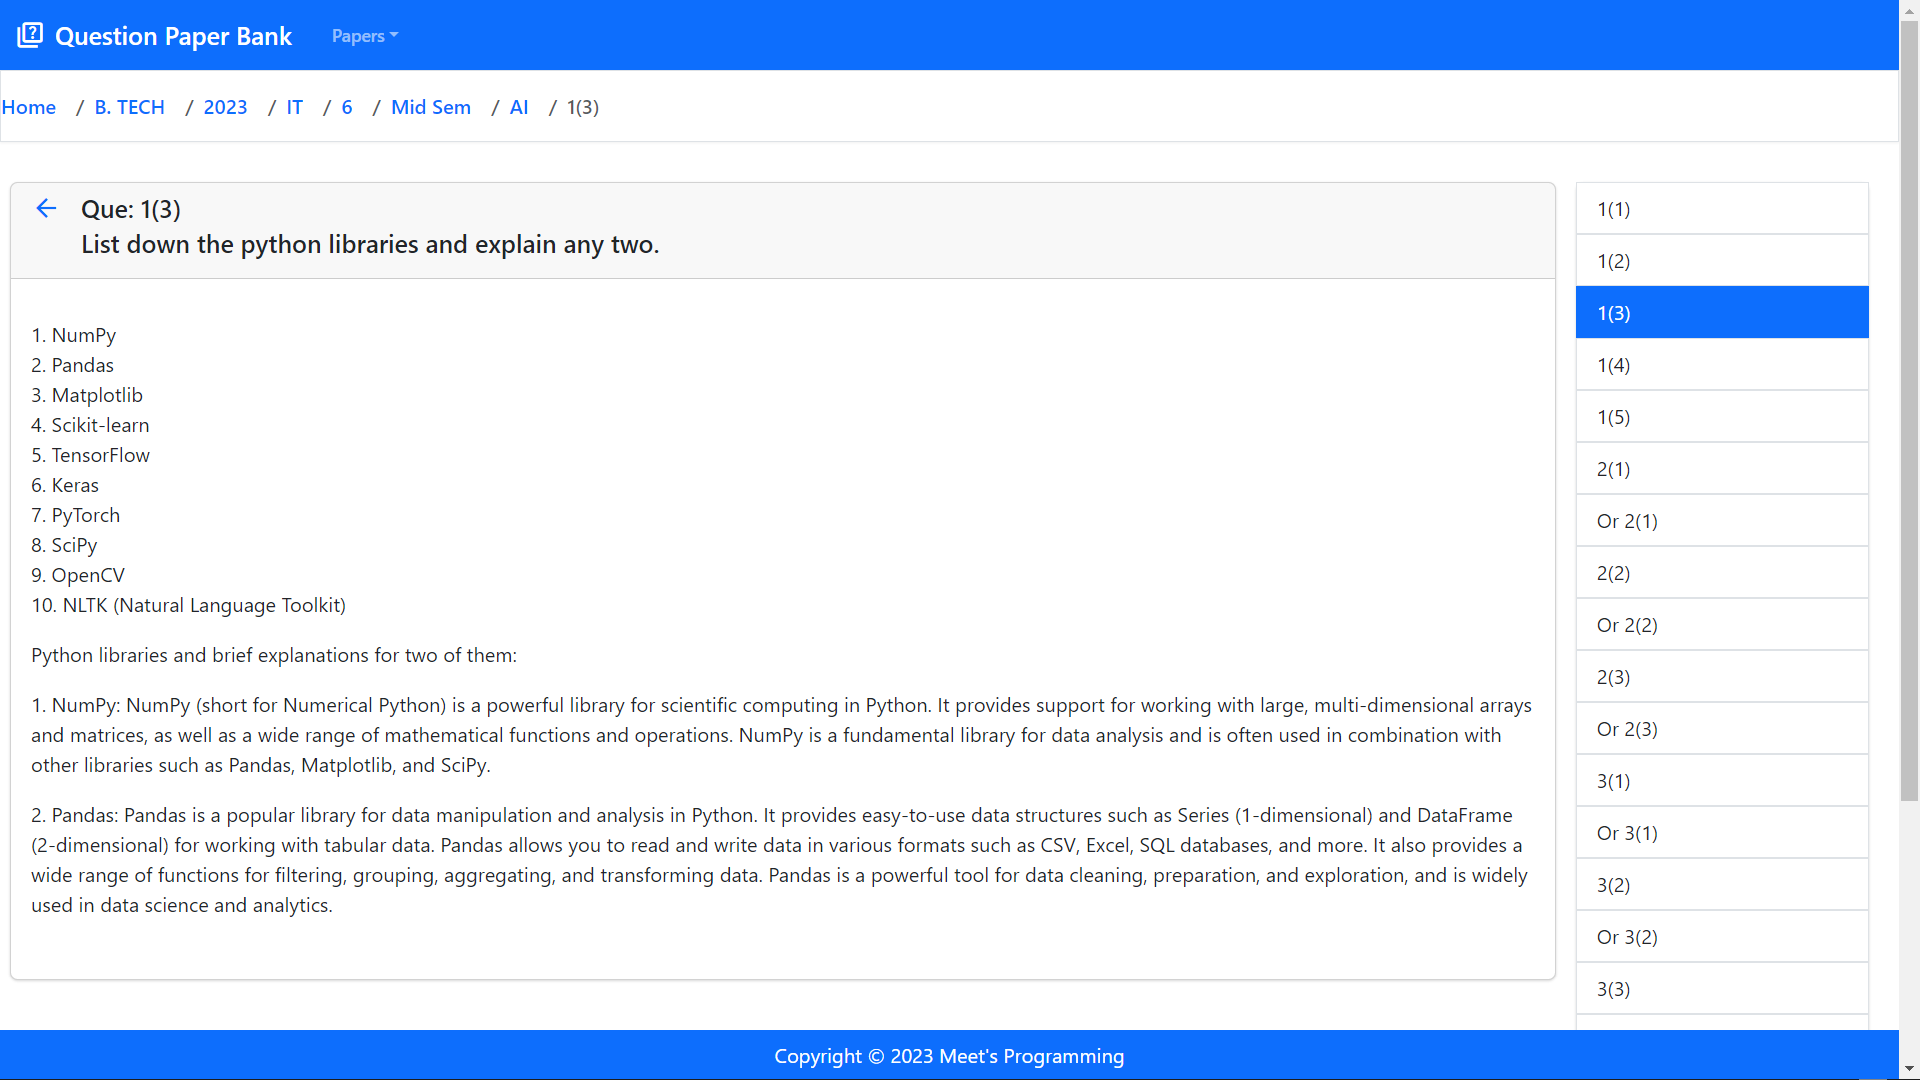 Question Paper Bank Papers
Home / B. TECH / 2023 / IT / 6 / Mid Sem / AI / 1(3)
Que: 1(3)
List down the python libraries and explain any two.
1. NumPy
2. Pandas
3. Matplotlib
4. Scikit-learn
5. TensorFlow
6. Keras
7. PyTorch
8. SciPy
9. OpenCV
10. NLTK (Natural Language Toolkit)
Python libraries and brief explanations for two of them:
1. NumPy: NumPy (short for Numerical Python) is a powerful library for scientific computing in Python. It provides support for working with large, multi-dimensional arrays
and matrices, as well as a wide range of mathematical functions and operations. NumPy is a fundamental library for data analysis and is often used in combination with
other libraries such as Pandas, Matplotlib, and SciPy.
2. Pandas: Pandas is a popular library for data manipulation and analysis in Python. It provides easy-to-use data structures such as Series (1-dimensional) and DataFrame
(2-dimensional) for working with tabular data. Pandas allows you to read and write data in various formats such as CSV, Excel, SQL databases, and more. It also provides a
wide range of functions for filtering, grouping, aggregating, and transforming data. Pandas is a powerful tool for data cleaning, preparation, and exploration, and is widely
used in data science and analytics.
1(1)
1(2)
1(3)
1(4)
1(5)
2(1)
Or 2(1)
2(2)
Or 2(2)
2(3)
Or 2(3)
3(1)
Or 3(1)
3(2)
Or 3(2)
3(3)
Copyright © 2023 Meet's Programming